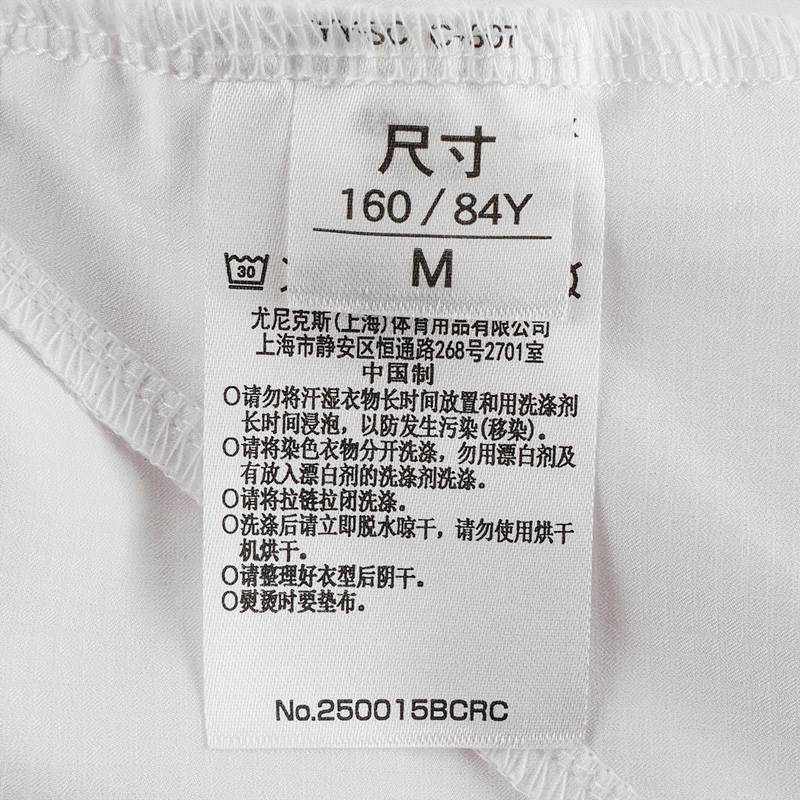 尺寸
160 / 84Y
M
30
尤尼克斯(上海)体育用品有限公司
上海市静安区恒通路268号2701室
中国制
○请勿将汗湿衣物长时间放置和用洗涤剂
长时间浸泡，以防发生污染(移染)。
○请将染色衣物分开洗涤，勿用漂白剂及
有放入漂白剂的洗涤剂洗涤。
○请将拉链拉闭洗涤。
○洗涤后请立即脱水晾干，请勿使用烘干
机烘干。
○请整理好衣型后阴干。
○熨烫时要垫布。
No.250015BCRC